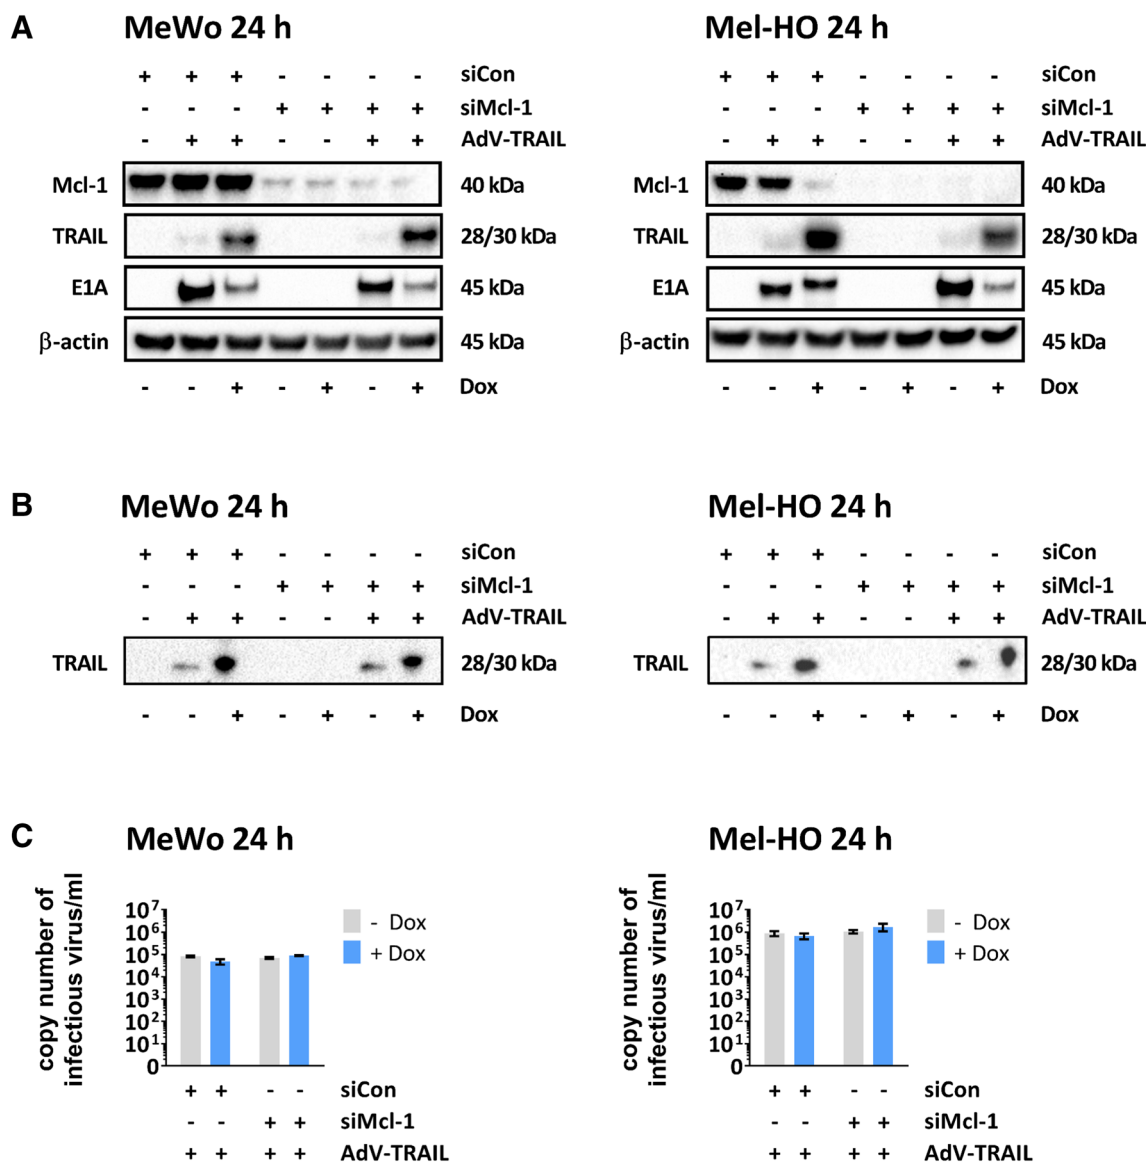 A
MeWo 24 h
+ + + - - - - siCon
- - - + + + + siMcl-1
- + + - - + + AdV-TRAIL
Mcl-1 40 kDa
TRAIL 28/30 kDa
E1A 45 kDa
β-actin 45 kDa
- - + - + - + Dox
Mel-HO 24 h
+ + + - - - - siCon
- - - + + + + siMcl-1
- + + - - + + AdV-TRAIL
Mcl-1 40 kDa
TRAIL 28/30 kDa
E1A 45 kDa
β-actin 45 kDa
- - + - + - + Dox
B
MeWo 24 h
+ + + - - - - siCon
- - - + + + + siMcl-1
- + + - - + + AdV-TRAIL
TRAIL 28/30 kDa
- - + - + - + Dox
Mel-HO 24 h
+ + + - - - - siCon
- - - + + + + siMcl-1
- + + - - + + AdV-TRAIL
TRAIL 28/30 kDa
- - + - + - + Dox
C
MeWo 24 h
copy number of
infectious virus/ml
10⁷
10⁶
10⁵
10⁴
10³
10²
10¹
0
- Dox
+ Dox
+ + - - siCon
- - + + siMcl-1
+ + + + AdV-TRAIL
Mel-HO 24 h
copy number of
infectious virus/ml
10⁷
10⁶
10⁵
10⁴
10³
10²
10¹
0
- Dox
+ Dox
+ + - - siCon
- - + + siMcl-1
+ + + + AdV-TRAIL